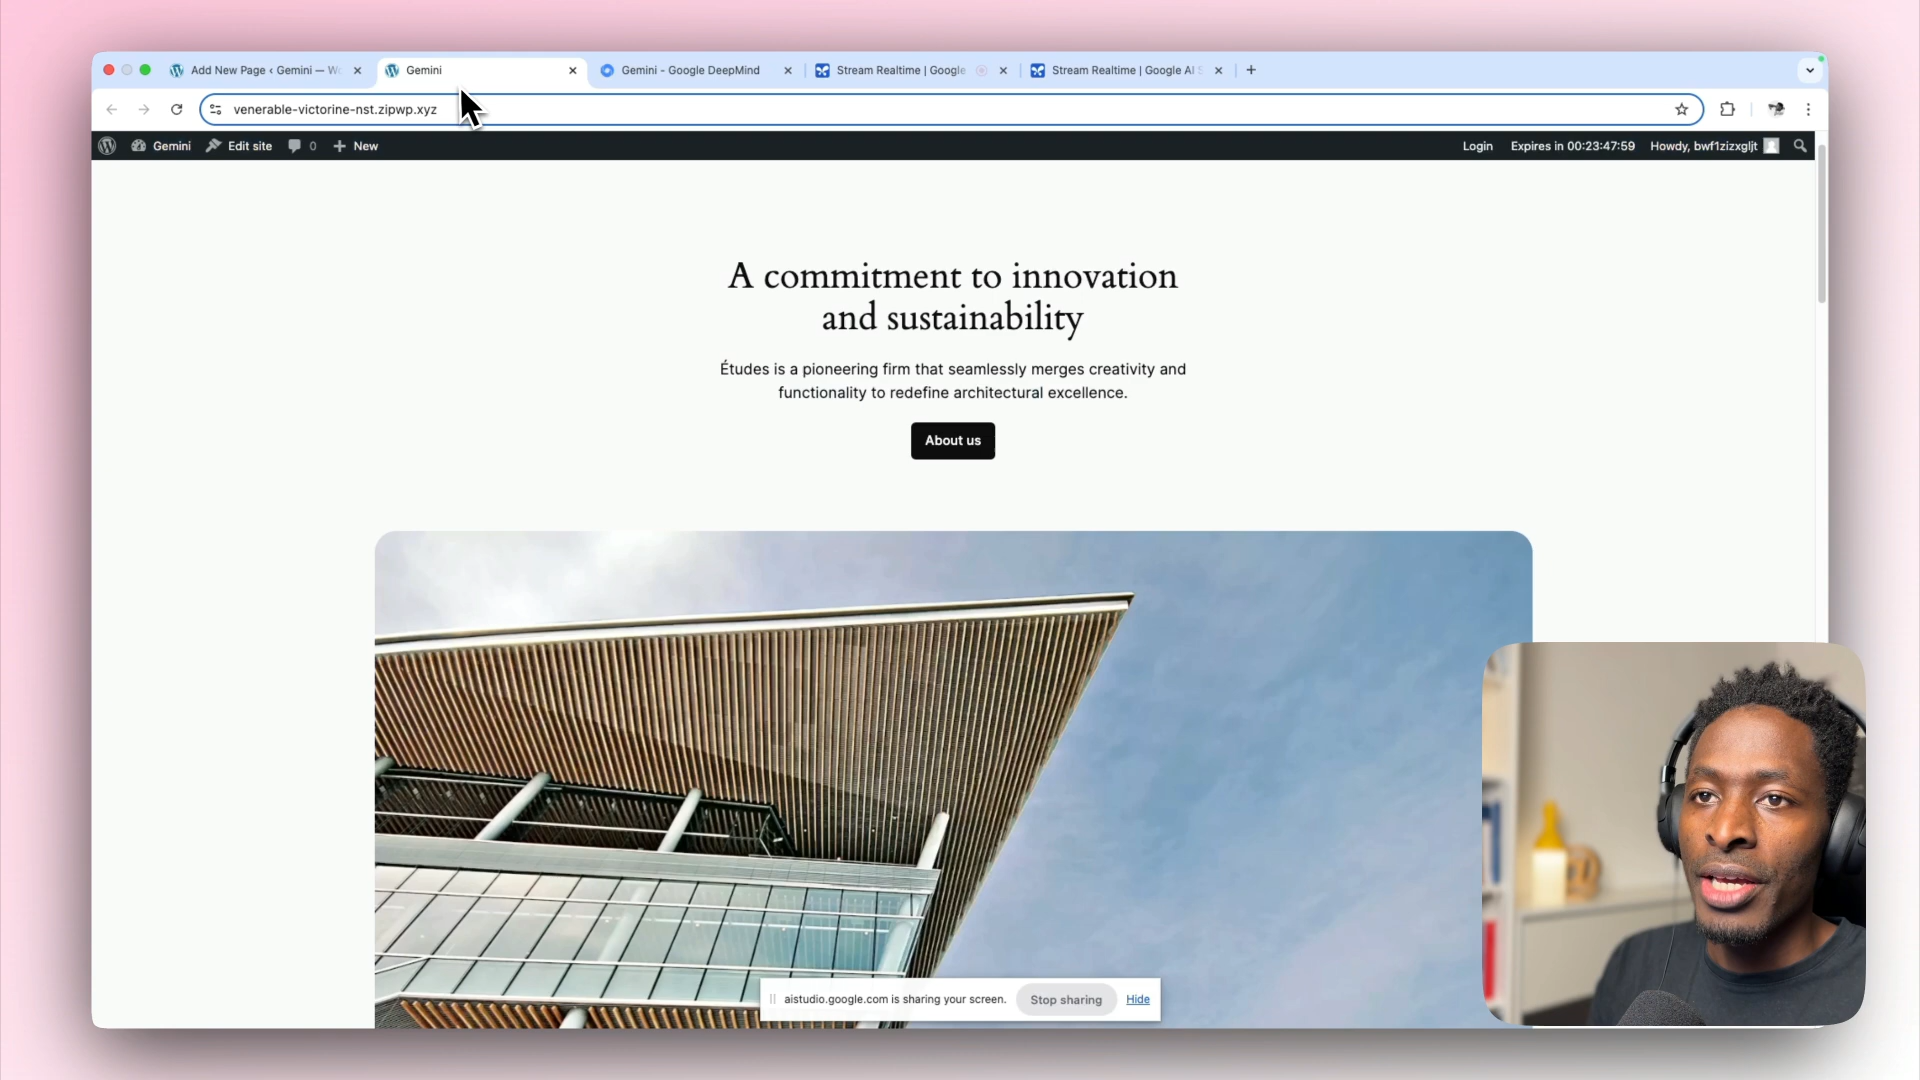 Add New Page ‹ Gemini — W
Gemini
Gemini - Google DeepMind
Stream Realtime | Google
Stream Realtime | Google AI S
venerable-victorine-nst.zipwp.xyz
Gemini
Edit site
0
New
Login
Expires in 00:23:47:59
Howdy, bwf1zizxgljt
A commitment to innovation
and sustainability
Études is a pioneering firm that seamlessly merges creativity and
functionality to redefine architectural excellence.
About us
aistudio.google.com is sharing your screen.
Stop sharing
Hide